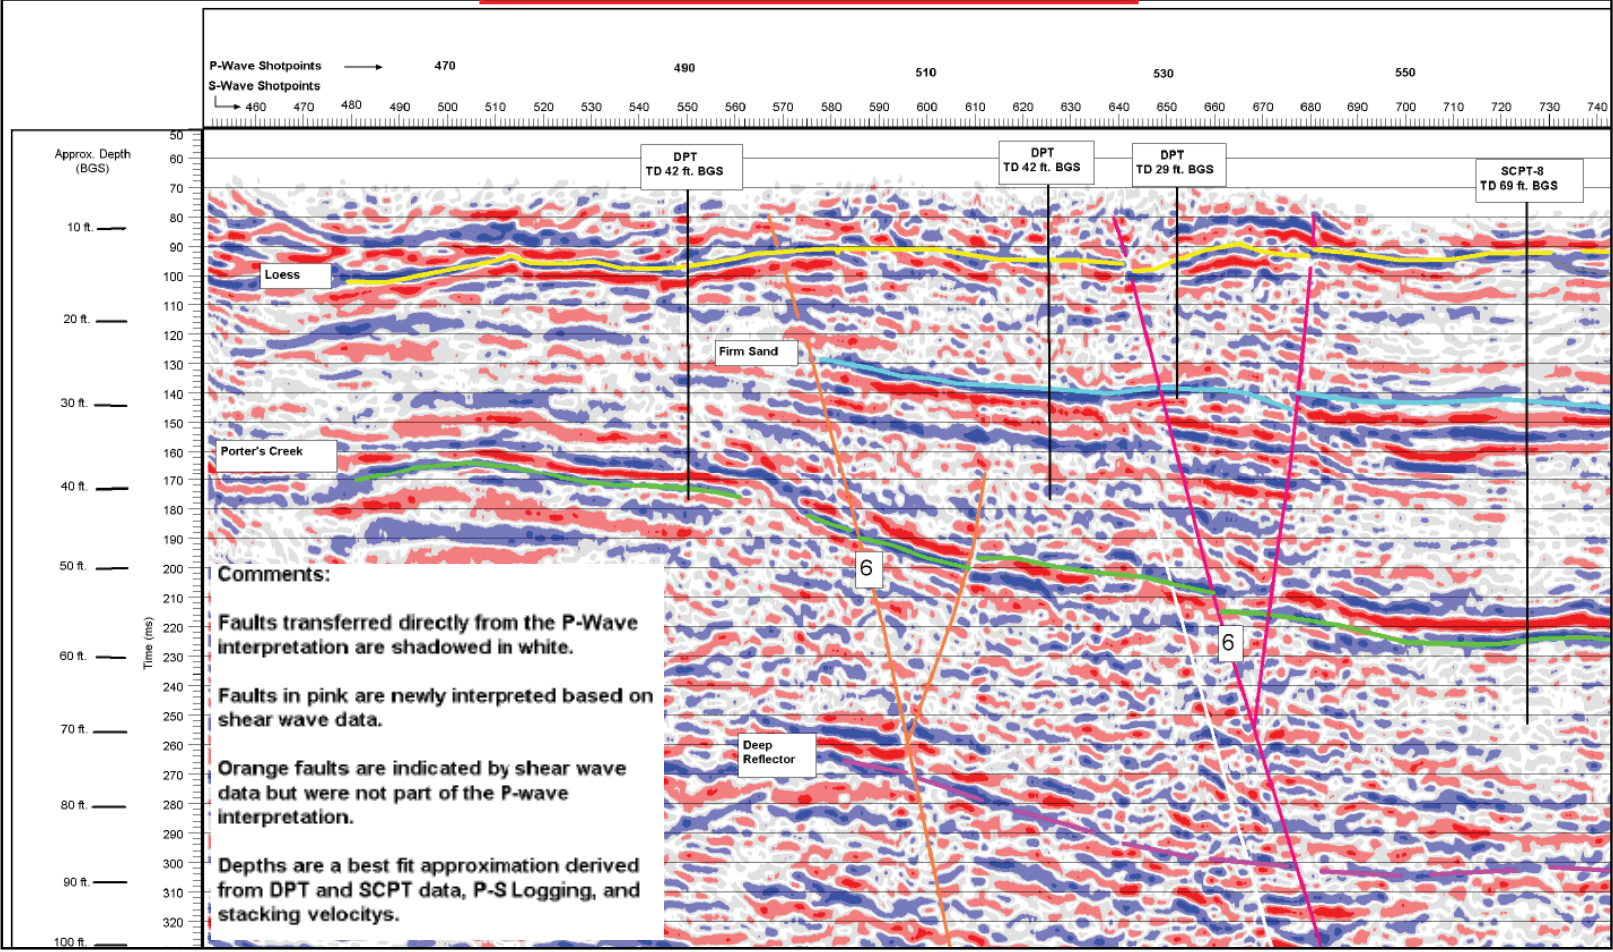 P-Wave Shotpoints
470 490 510 530 550
S-Wave Shotpoints
460 470 480 490 500 510 520 530 540 550 560 570 580 590 600 610 620 630 640 650 660 670 680 690 700 710 720 730 740
Approx. Depth
(BGS)
10 ft.
20 ft.
30 ft.
40 ft.
50 ft.
60 ft.
70 ft.
80 ft.
90 ft.
100 ft.
Time (ms)
50
60
70
80
90
100
110
120
130
140
150
160
170
180
190
200
210
220
230
240
250
260
270
280
290
300
310
320
DPT
TD 42 ft. BGS
DPT
TD 42 ft. BGS
DPT
TD 29 ft. BGS
SCPT-8
TD 69 ft. BGS
Loess
Firm Sand
Porter's Creek
6
6
Deep
Reflector
Comments:
Faults transferred directly from the P-Wave
interpretation are shadowed in white.
Faults in pink are newly interpreted based on
shear wave data.
Orange faults are indicated by shear wave
data but were not part of the P-wave
interpretation.
Depths are a best fit approximation derived
from DPT and SCPT data, P-S Logging, and
stacking velocitys.